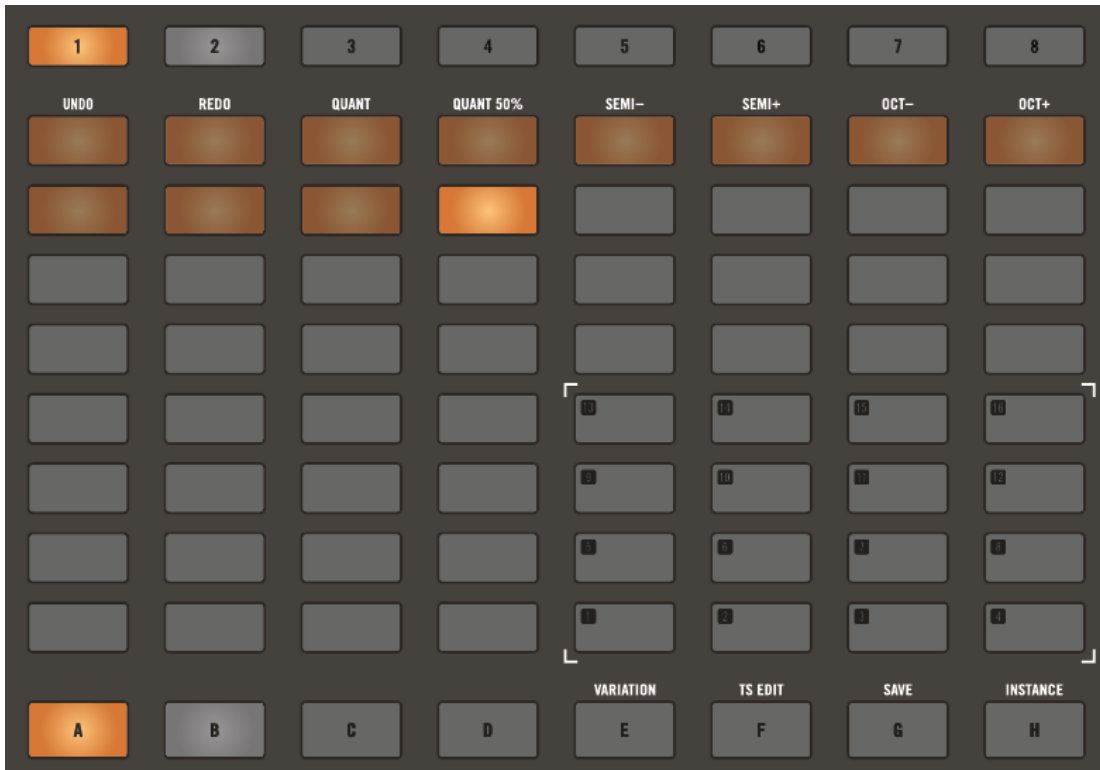 1 2 3 4 5 6 7 8
UNDO REDO QUANT QUANT 50% SEMI– SEMI+ OCT– OCT+
13 14 15 16
9 10 11 12
5 6 7 8
1 2 3 4
VARIATION TS EDIT SAVE INSTANCE
A B C D E F G H